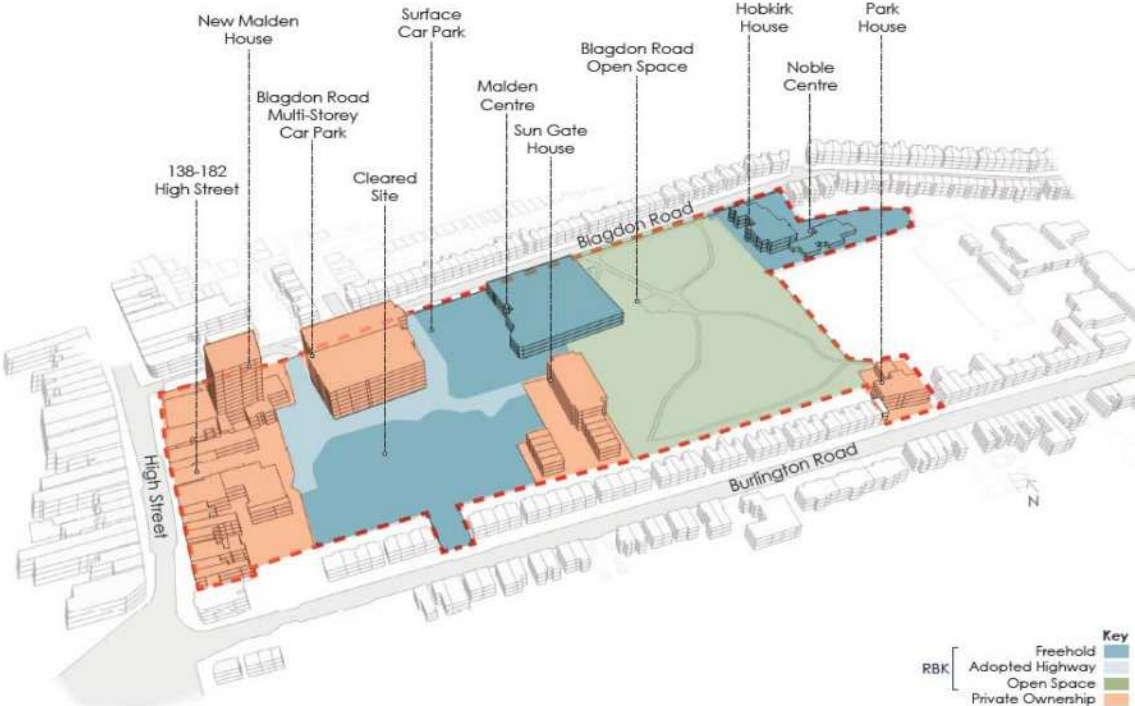 New Malden
House
Surface
Car Park
Hobkirk
House
Park
House
Blagdon Road
Open Space
Noble
Centre
Malden
Centre
Blagdon Road
Multi-Storey
Car Park
Sun Gate
House
138-182
High Street
Cleared
Site
Blagdon Road
High Street
Burlington Road
N
Key
RBK
Freehold
Adopted Highway
Open Space
Private Ownership